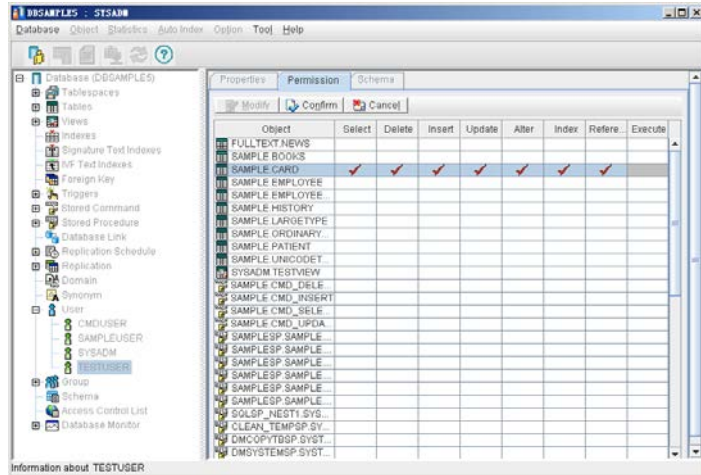 DBSAMPLES : SYSADM
Database Object Statistics Auto Index Option Tool Help
Database (DBSAMPLE5)
Tablespaces
Tables
Views
Indexes
Signature Text Indexes
IVF Text Indexes
Foreign Key
Triggers
Stored Command
Stored Procedure
Database Link
Replication Schedule
Replication
Domain
Synonym
User
CMDUSER
SAMPLEUSER
SYSADM
TESTUSER
Group
Schema
Access Control List
Database Monitor
Properties Permission Schema
Modify Confirm Cancel
Object Select Delete Insert Update Alter Index Refere... Execute
FULLTEXT.NEWS
SAMPLE.BOOKS
SAMPLE.CARD
SAMPLE.EMPLOYEE
SAMPLE.EMPLOYEE...
SAMPLE.HISTORY
SAMPLE.LARGETYPE
SAMPLE.ORDINARY...
SAMPLE.PATIENT
SAMPLE.UNICODET...
SYSADM.TESTVIEW
SAMPLE.CMD_DELE...
SAMPLE.CMD_INSERT
SAMPLE.CMD_SELE...
SAMPLE.CMD_UPDA...
SAMPLESP.SAMPLE...
SAMPLESP.SAMPLE...
SAMPLESP.SAMPLE...
SAMPLESP.SAMPLE...
SAMPLESP.SAMPLE...
SAMPLESP.SAMPLE...
SQLSP_NEST1.SYS...
CLEAN_TEMPSP.SY...
DMCOPYTBSP.SYST...
DMSYSTEMSP.SYST...
Information about TESTUSER